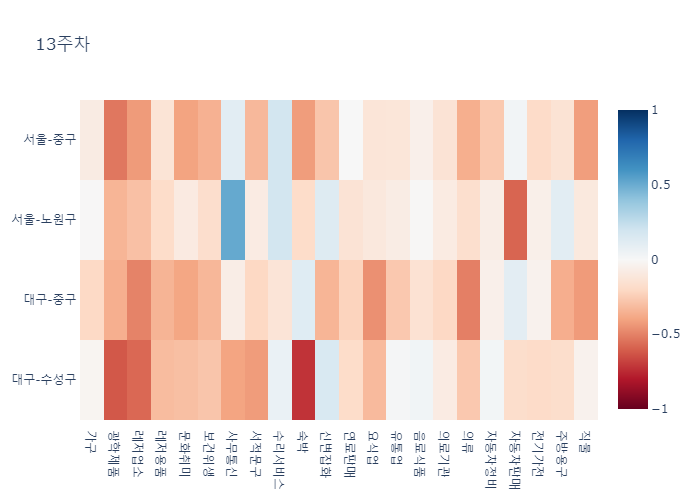 13주차
서울-중구
서울-노원구
대구-중구
대구-수성구
1
0.5
0
−0.5
−1
가구
광학제품
레저업소
레저용품
문화취미
보건위생
사무통신
서적문구
수리서비스
숙박
신변잡화
연료판매
요식업
유통업
음료식품
의료기관
의류
자동차정비
자동차판매
전기가전
주방용구
직물